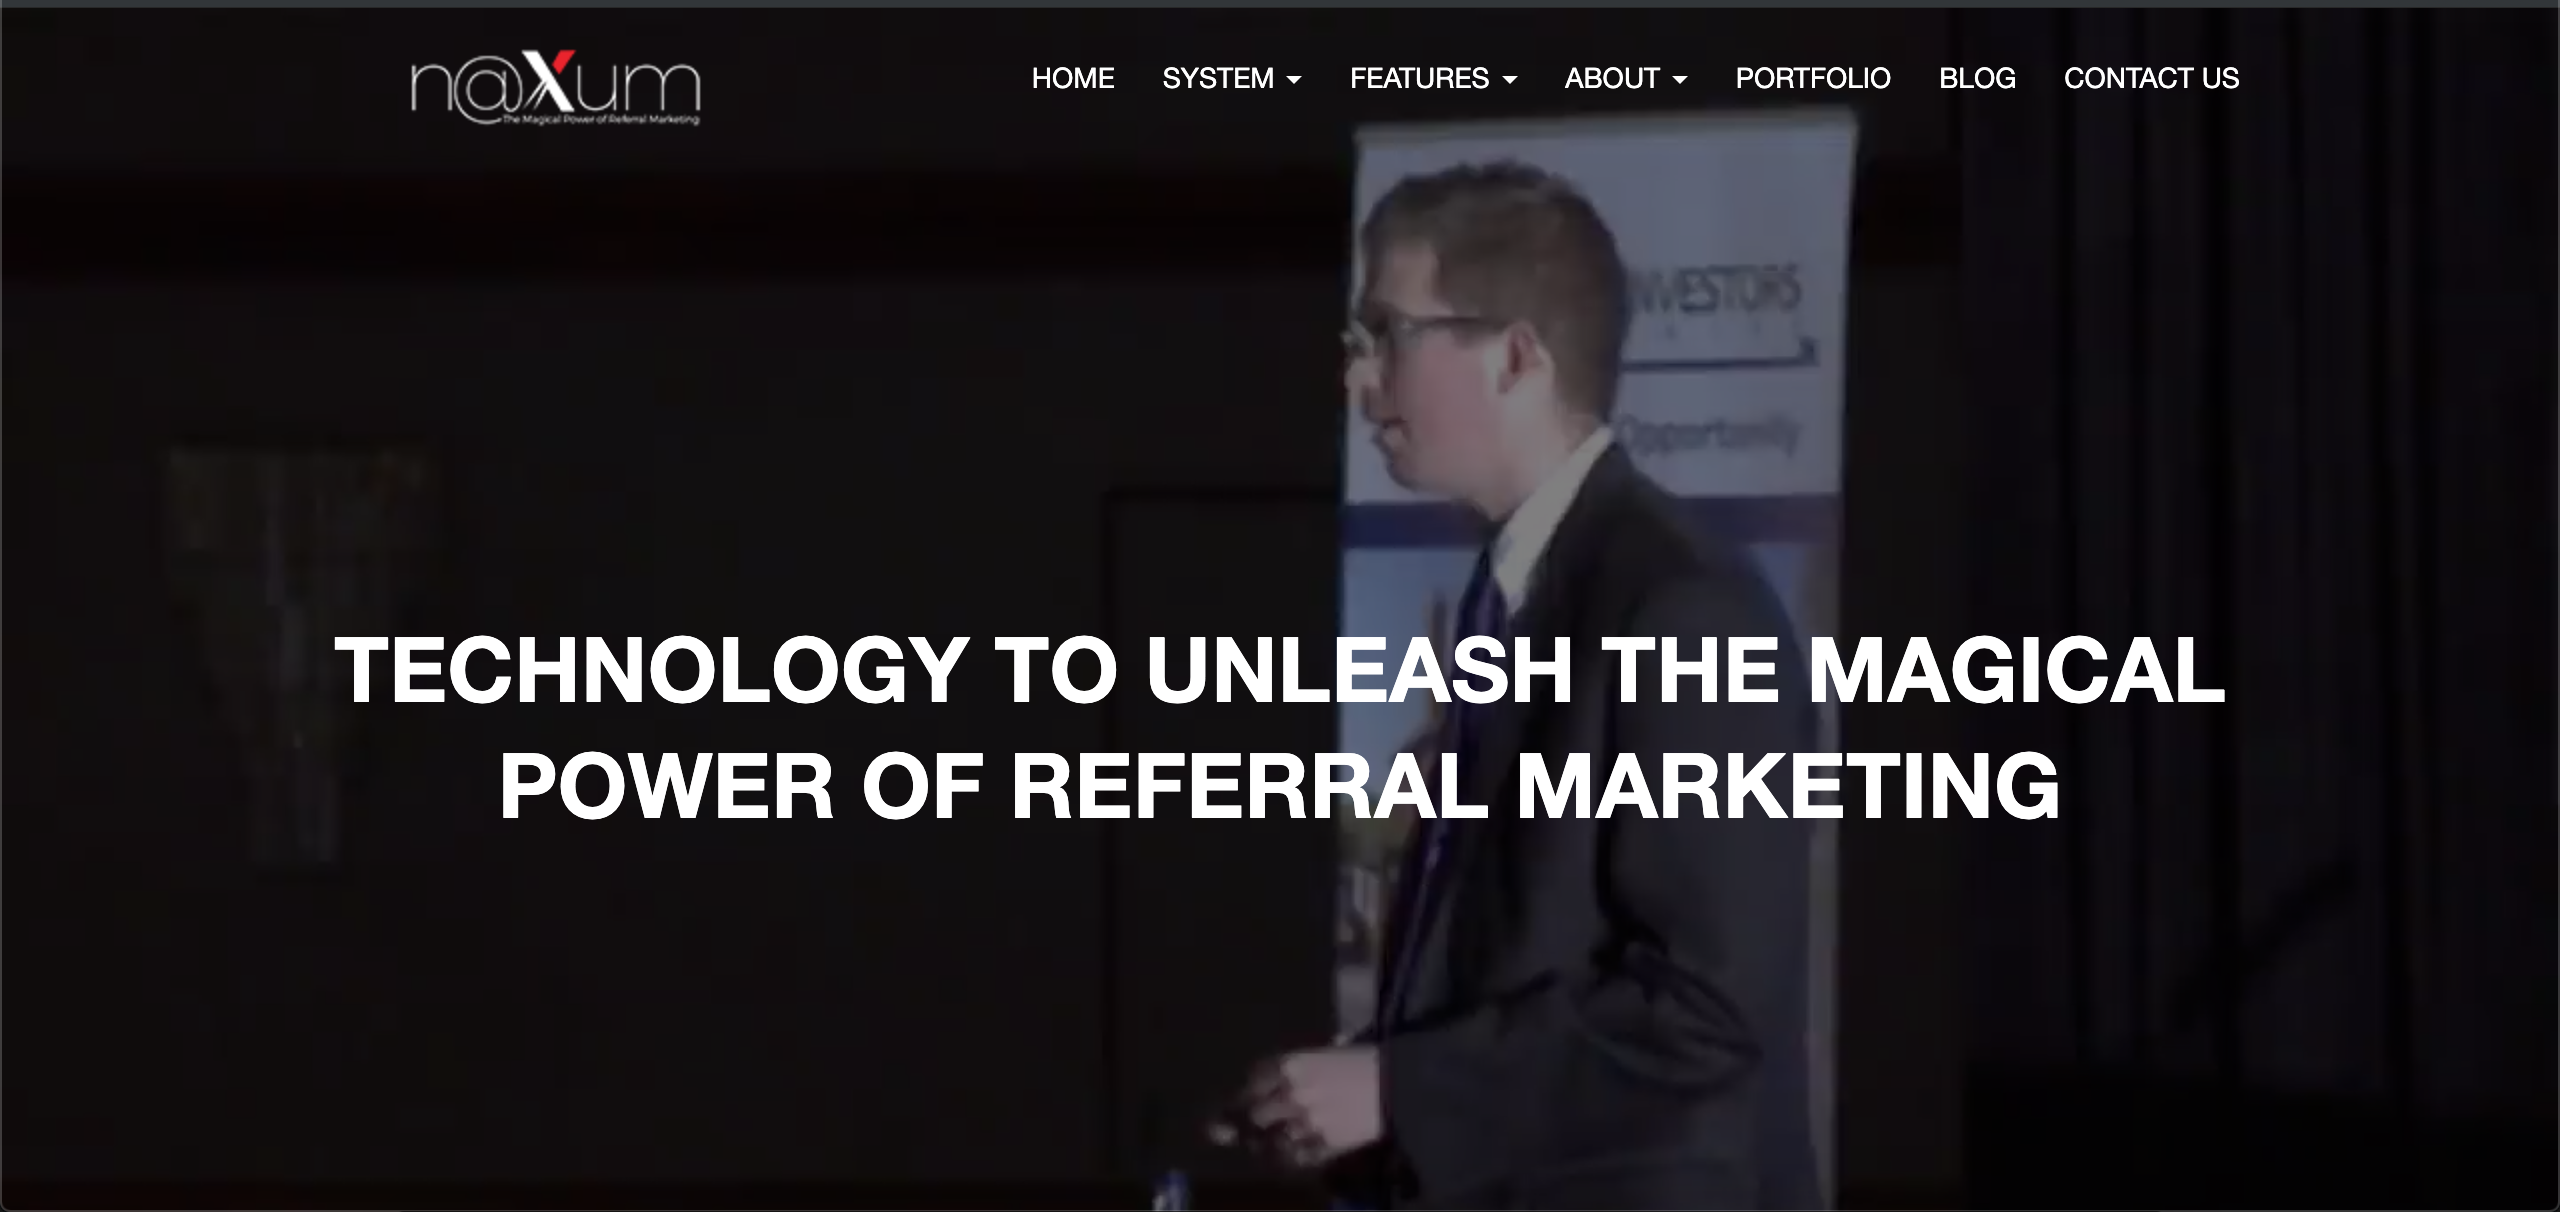 n@Xum
The Magical Power of Referral Marketing
HOME SYSTEM FEATURES ABOUT PORTFOLIO BLOG CONTACT US
INVESTORS
Opportunity
TECHNOLOGY TO UNLEASH THE MAGICAL
POWER OF REFERRAL MARKETING